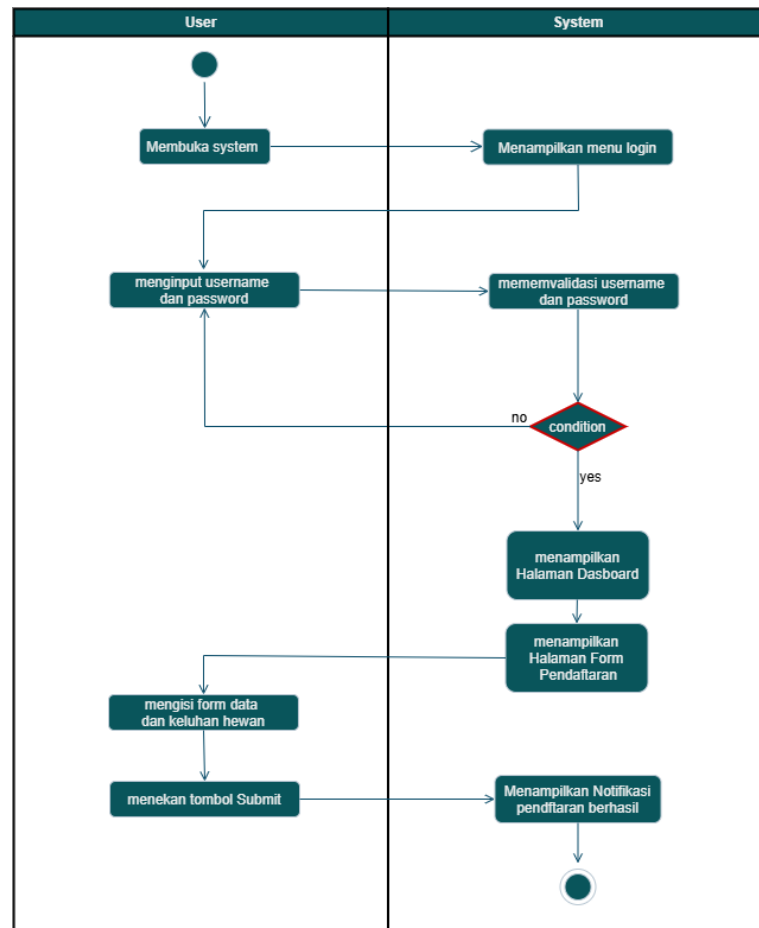 User
System
Membuka system
Menampilkan menu login
menginput username
dan password
mememvalidasi username
dan password
no
condition
yes
menampilkan
Halaman Dasboard
menampilkan
Halaman Form
Pendaftaran
mengisi form data
dan keluhan hewan
menekan tombol Submit
Menampilkan Notifikasi
pendftaran berhasil